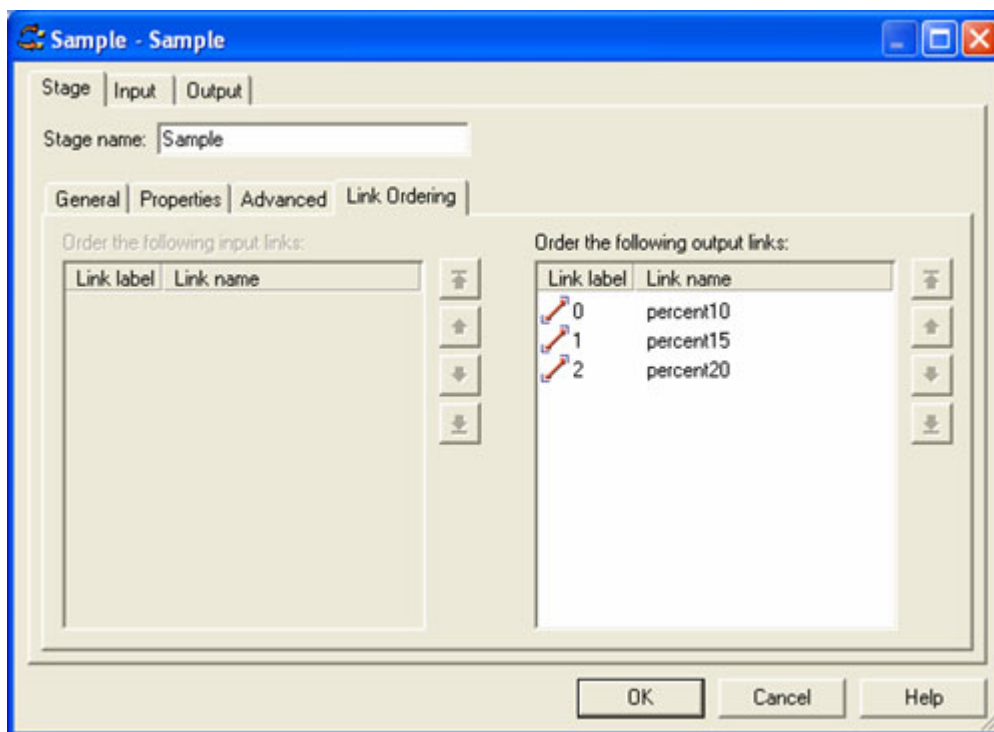 Sample - Sample
Stage Input Output
Stage name: Sample
General Properties Advanced Link Ordering
Order the following input links:
Link label Link name
Order the following output links:
Link label Link name
0 percent10
1 percent15
2 percent20
OK Cancel Help